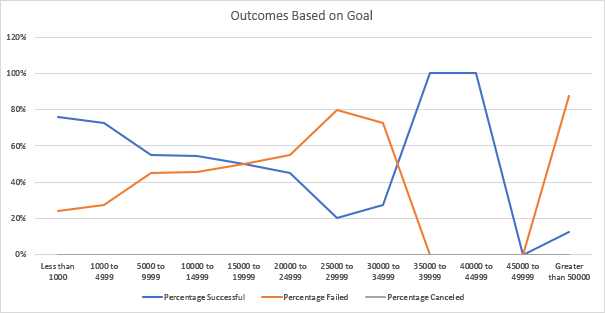 Outcomes Based on Goal
120%
100%
80%
60%
40%
20%
0%
Less than 1000 to 5000 to 10000 to 15000 to 20000 to 25000 to 30000 to 35000 to 40000 to 45000 to Greater
1000 4999 9999 14999 19999 24999 29999 34999 39999 44999 49999 than 50000
Percentage Successful Percentage Failed Percentage Canceled